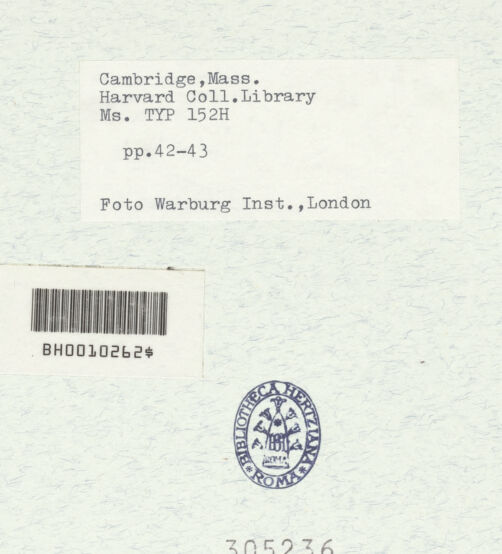 Cambridge,Mass.
Harvard Coll.Library
Ms. TYP 152H
pp.42-43
Foto Warburg Inst.,London
BH0010262$
BIBLIOTHECA HERTZIANA
ROMA
305236